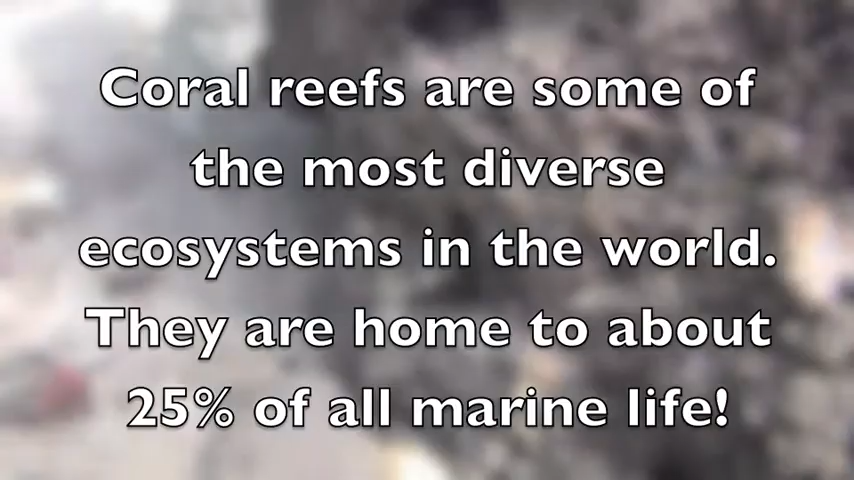 Coral reefs are some of
the most diverse
ecosystems in the world.
They are home to about
25% of all marine life!